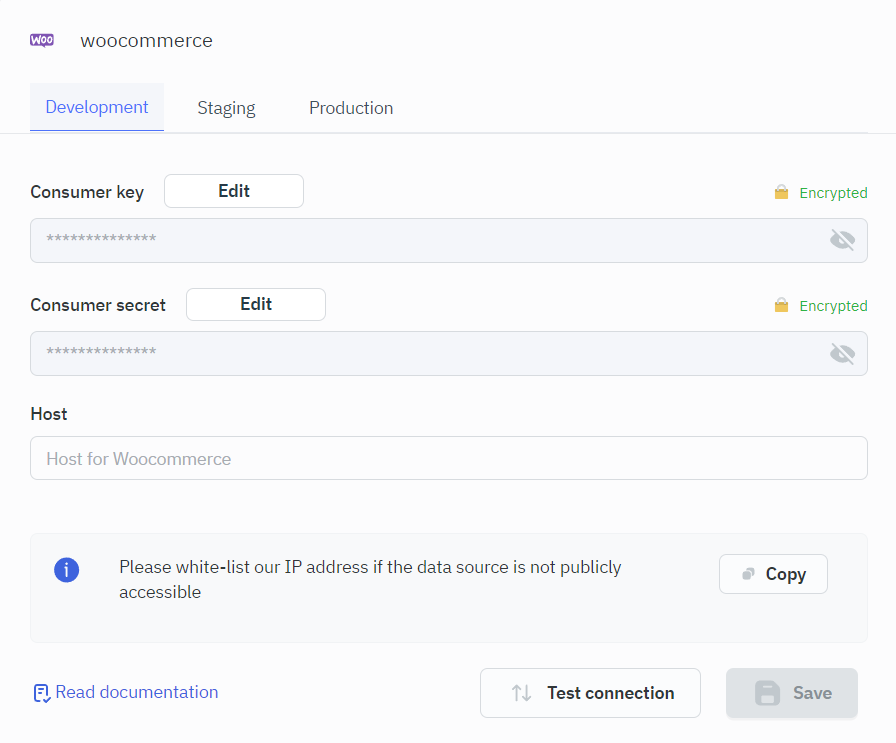 Woo woocommerce
Development Staging Production
Consumer key Edit Encrypted
**************
Consumer secret Edit Encrypted
**************
Host
Host for Woocommerce
Please white-list our IP address if the data source is not publicly
accessible
Copy
Read documentation Test connection Save